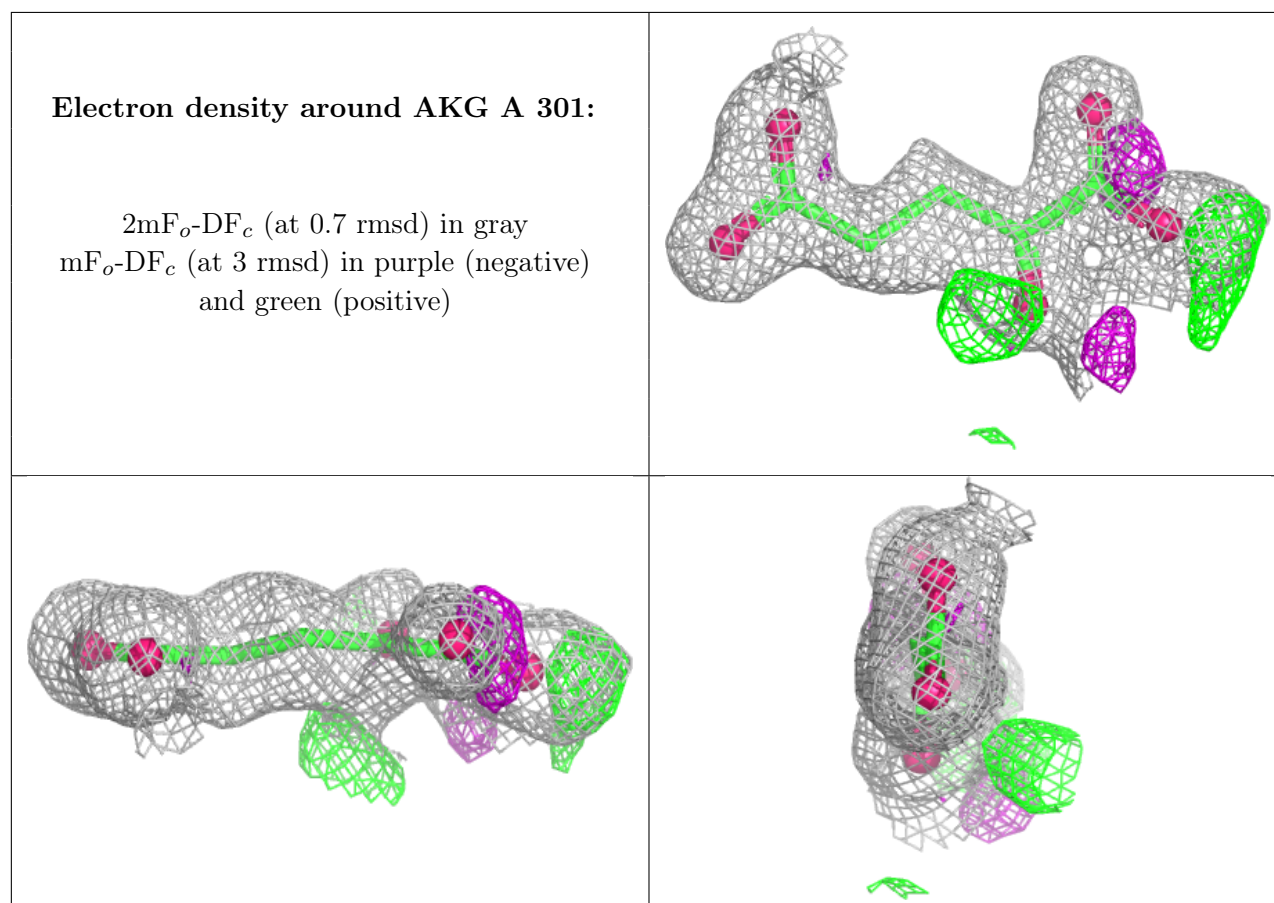 Electron density around AKG A 301:
2mFₒ-DF𝒸 (at 0.7 rmsd) in gray
mFₒ-DF𝒸 (at 3 rmsd) in purple (negative)
and green (positive)